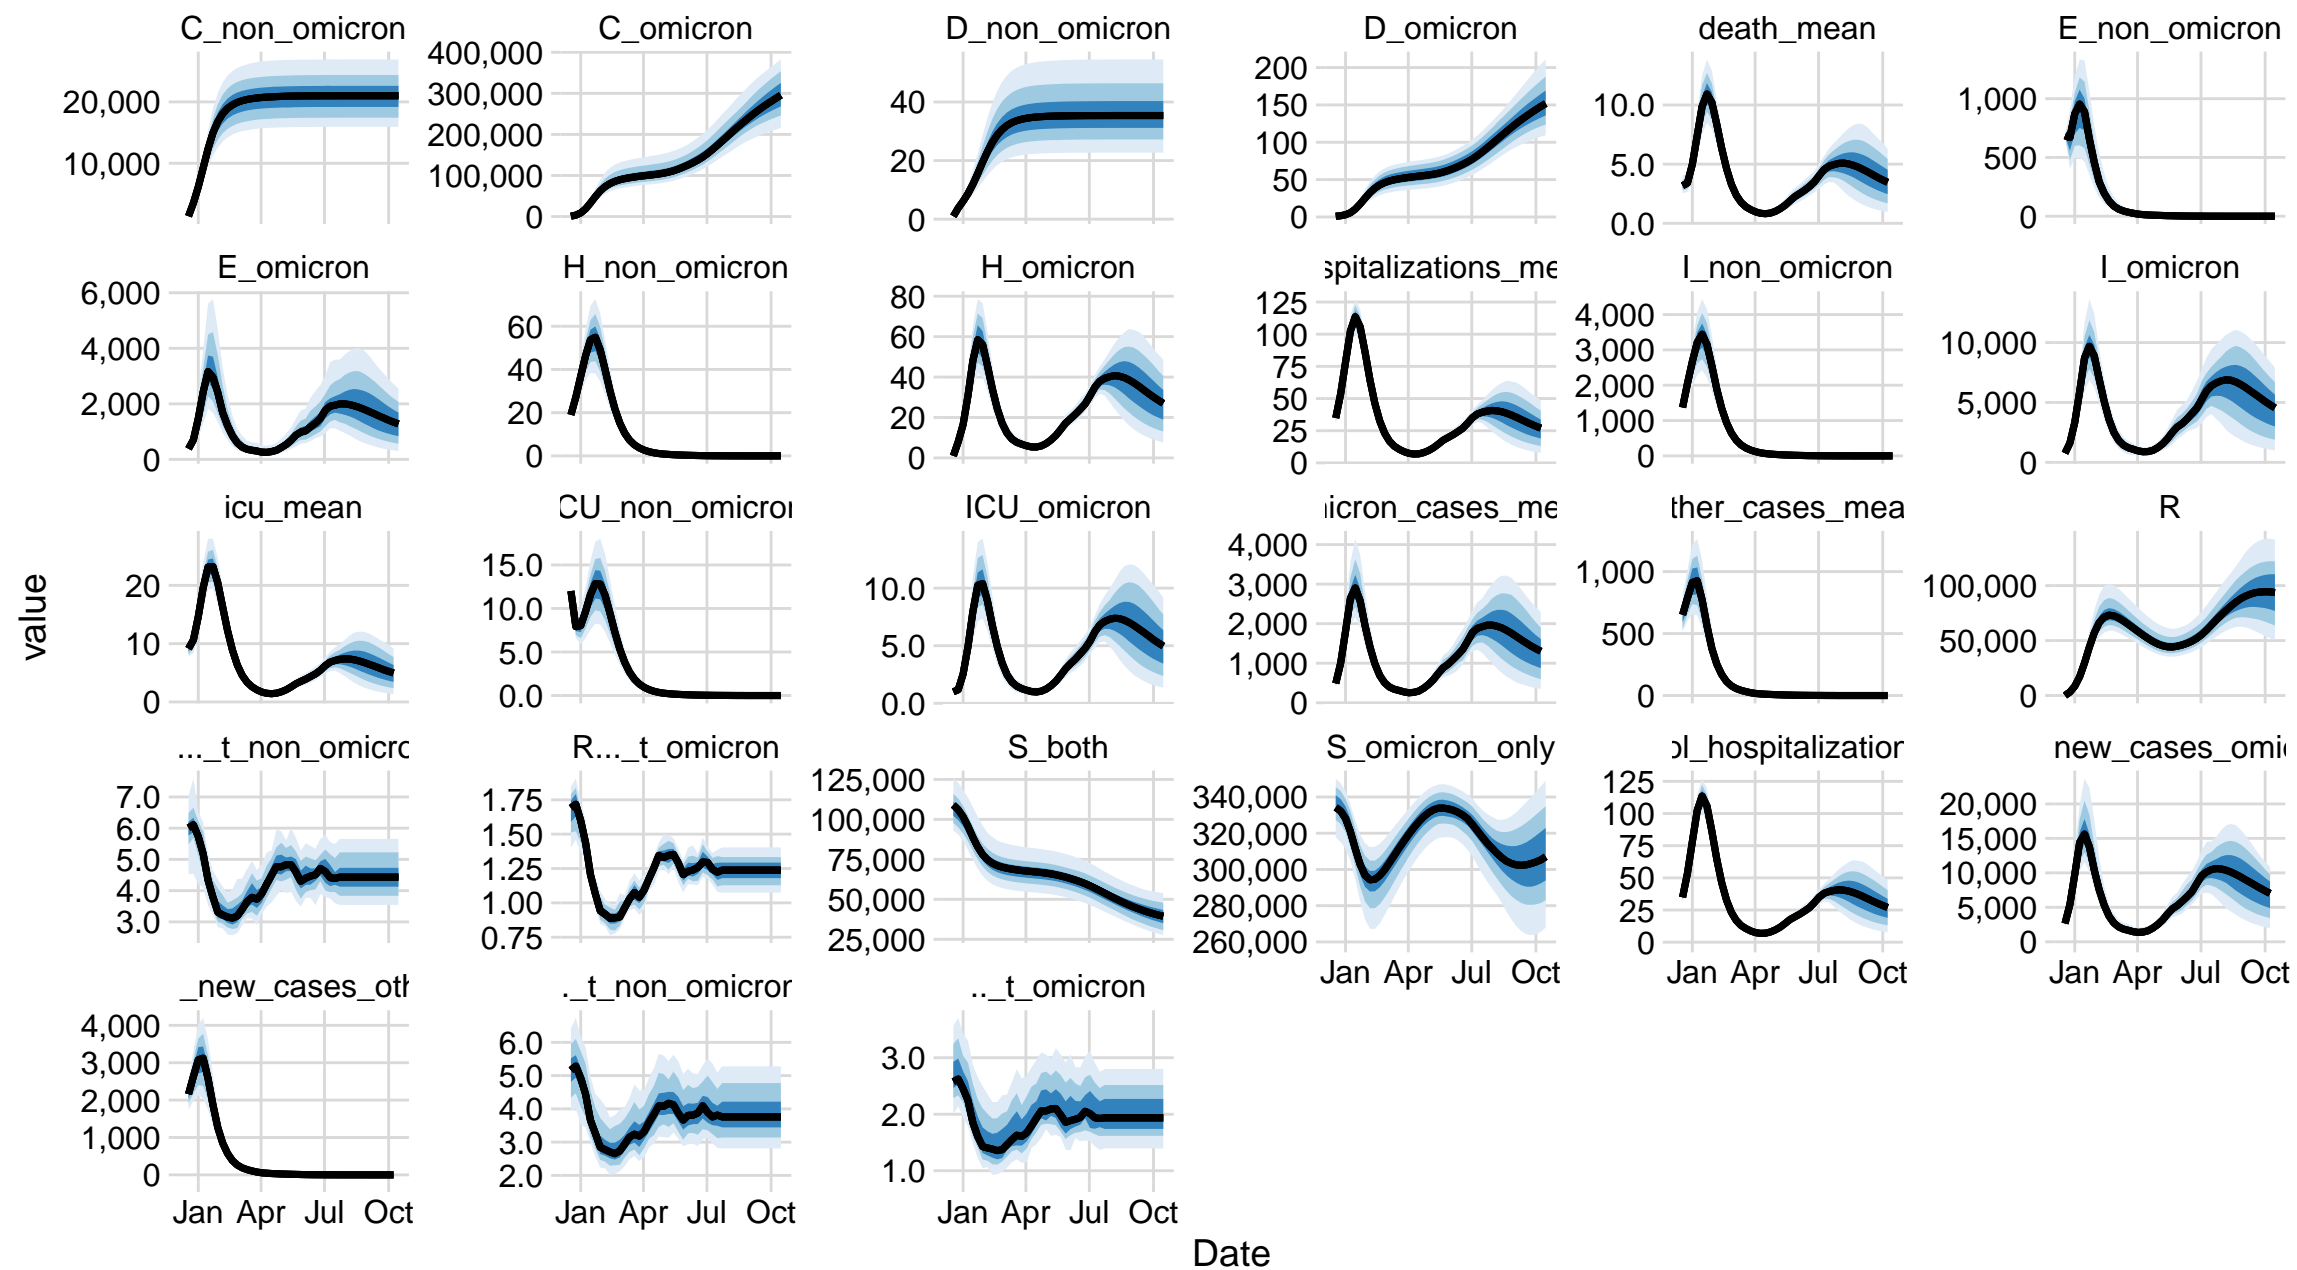 C_non_omicron C_omicron D_non_omicron D_omicron death_mean E_non_omicron
20,000 10,000
400,000 300,000 200,000 100,000 0
40 20 0
200 150 100 50 0
10.0 5.0 0.0
1,000 500 0
E_omicron H_non_omicron H_omicron spitalizations_me I_non_omicron I_omicron
6,000 4,000 2,000 0
60 40 20 0
80 60 40 20 0
125 100 75 50 25 0
4,000 3,000 2,000 1,000 0
10,000 5,000 0
value
icu_mean CU_non_omicron ICU_omicron icron_cases_me ther_cases_mea R
20 10 0
15.0 10.0 5.0 0.0
10.0 5.0 0.0
4,000 3,000 2,000 1,000 0
1,000 500 0
100,000 50,000 0
..._t_non_omicro R..._t_omicron S_both S_omicron_only ol_hospitalization new_cases_omic
7.0 6.0 5.0 4.0 3.0
1.75 1.50 1.25 1.00 0.75
125,000 100,000 75,000 50,000 25,000
340,000 320,000 300,000 280,000 260,000
125 100 75 50 25 0
20,000 15,000 10,000 5,000 0
Jan Apr Jul Oct Jan Apr Jul Oct Jan Apr Jul Oct
_new_cases_oth ._t_non_omicron .._t_omicron
4,000 3,000 2,000 1,000 0
6.0 5.0 4.0 3.0 2.0
3.0 2.0 1.0
Jan Apr Jul Oct Jan Apr Jul Oct Jan Apr Jul Oct
Date